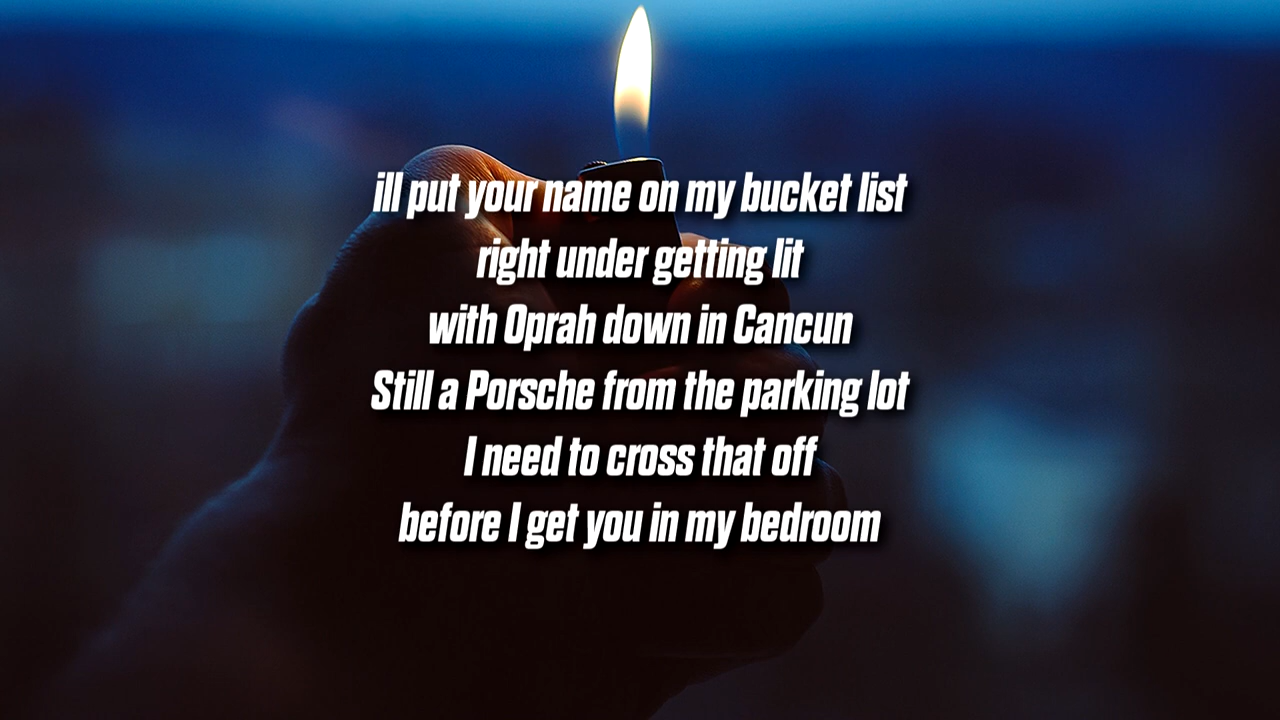 ill put your name on my bucket list
right under getting lit
with Oprah down in Cancun
Still a Porsche from the parking lot
I need to cross that off
before I get you in my bedroom